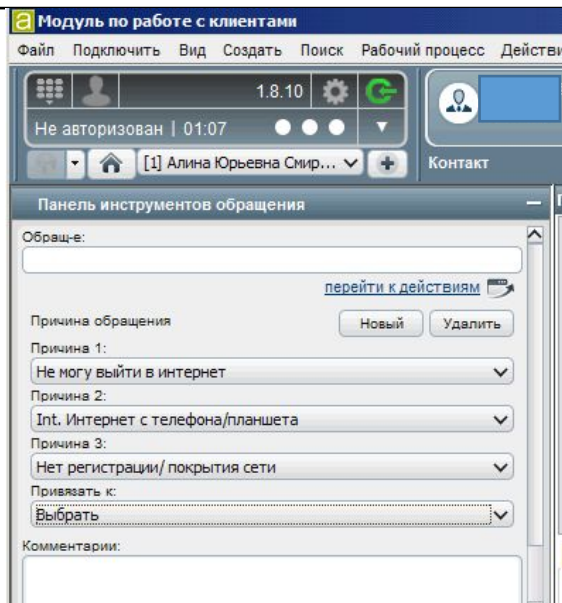 a Модуль по работе с клиентами
Файл Подключить Вид Создать Поиск Рабочий процесс Действи
1.8.10
Не авторизован | 01:07
[1] Алина Юрьевна Смир...
Контакт
Панель инструментов обращения
Обращ-е:
перейти к действиям
Причина обращения Новый Удалить
Причина 1:
Не могу выйти в интернет
Причина 2:
Int. Интернет с телефона/планшета
Причина 3:
Нет регистрации/ покрытия сети
Привязать к:
Выбрать
Комментарии: